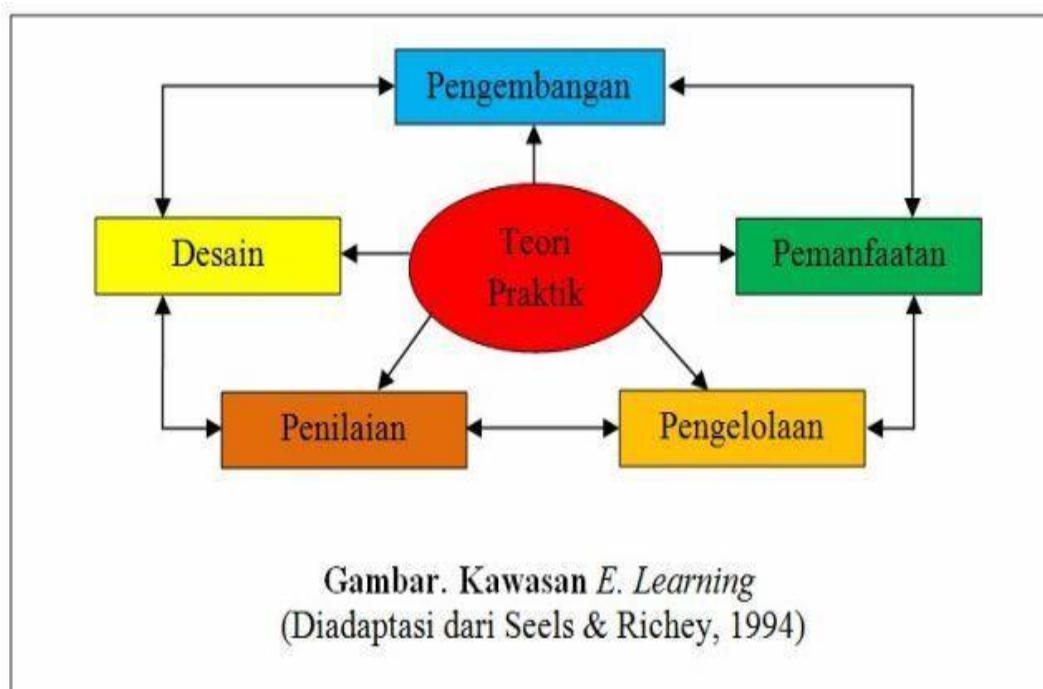 Pengembangan
Desain
Teori
Praktik
Pemanfaatan
Penilaian
Pengelolaan
Gambar. Kawasan E. Learning
(Diadaptasi dari Seels & Richey, 1994)